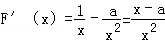 F′ (x) = 1/x - a/x² = (x-a)/x²